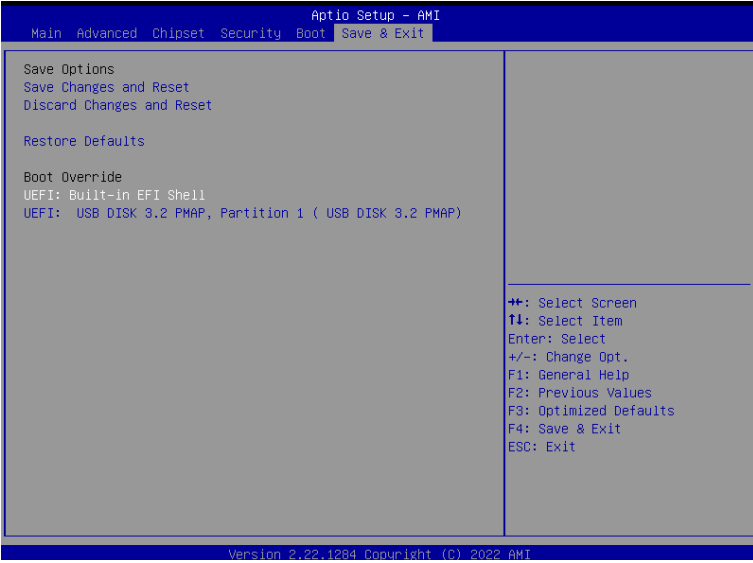 Aptio Setup – AMI
Main Advanced Chipset Security Boot Save & Exit
Save Options
Save Changes and Reset
Discard Changes and Reset
Restore Defaults
Boot Override
UEFI: Built-in EFI Shell
UEFI: USB DISK 3.2 PMAP, Partition 1 ( USB DISK 3.2 PMAP)
→←: Select Screen
↑↓: Select Item
Enter: Select
+/-: Change Opt.
F1: General Help
F2: Previous Values
F3: Optimized Defaults
F4: Save & Exit
ESC: Exit
Version 2.22.1284 Copyright (C) 2022 AMI